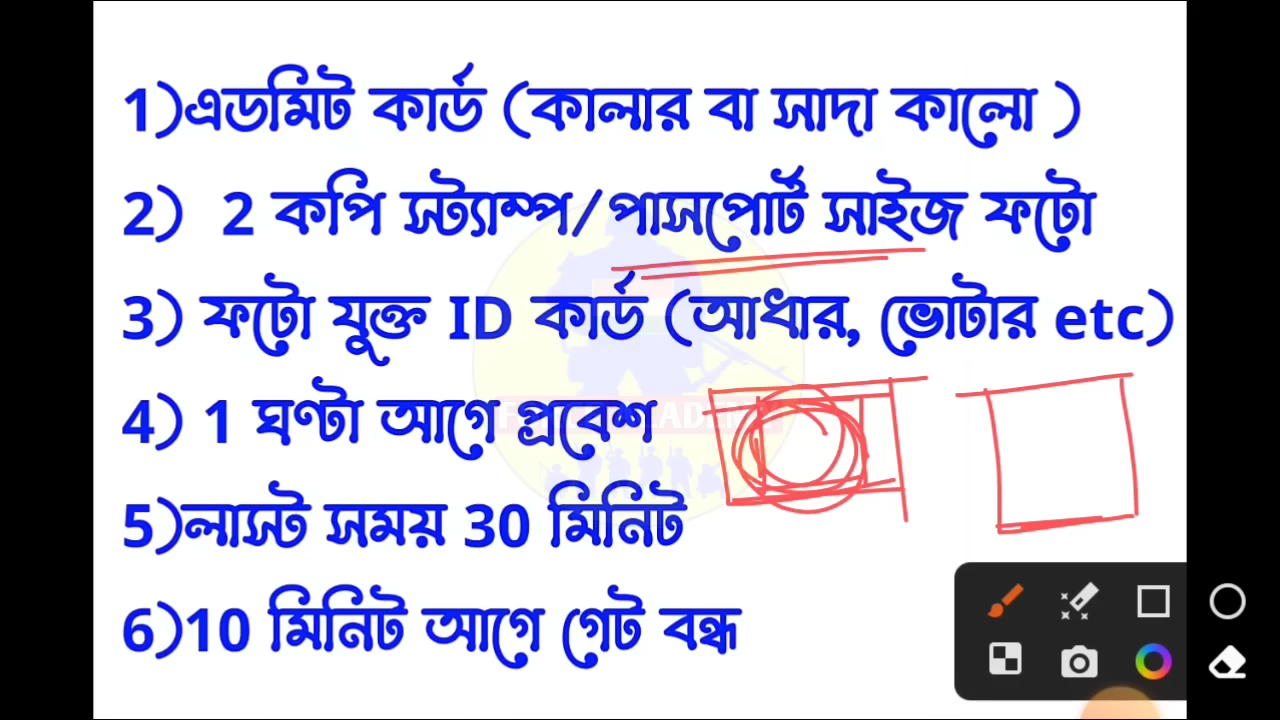 1)এডমিট কার্ড (কালার বা সাদা কালো )
2) 2 কপি স্ট্যাম্প/পাসপোর্ট সাইজ ফটো
3) ফটো যুক্ত ID কার্ড (আধার, ভোটার etc)
4) 1 ঘণ্টা আগে প্রবেশ
5)লাস্ট সময় 30 মিনিট
6)10 মিনিট আগে গেট বন্ধ